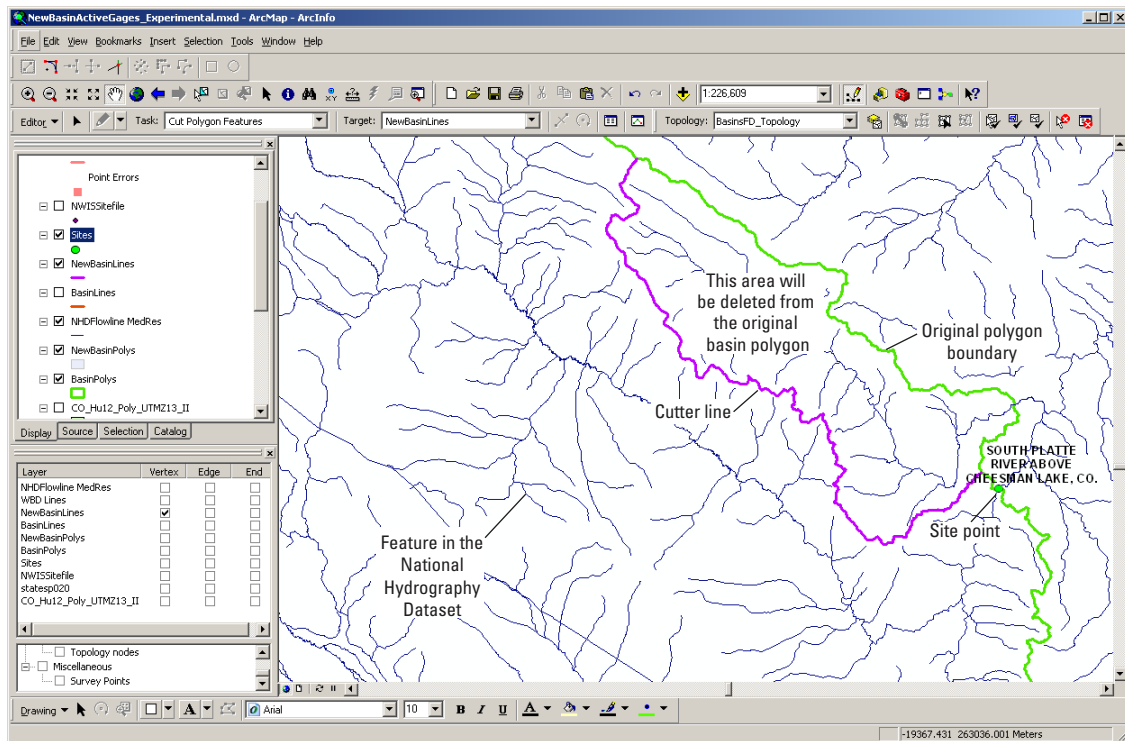 NewBasinActiveGages_Experimental.mxd - ArcMap - ArcInfo
File Edit View Bookmarks Insert Selection Tools Window Help
1:226,609
Editor Task: Cut Polygon Features Target: NewBasinLines Topology: BasinsFD_Topology
Point Errors
NWISSitefile
Sites
NewBasinLines
BasinLines
NHDFlowline MedRes
NewBasinPolys
BasinPolys
CO_Hu12_Poly_UTMZ13_II
Display Source Selection Catalog
Layer Vertex Edge End
NHDFlowline MedRes
WBD Lines
NewBasinLines
BasinLines
NewBasinPolys
BasinPolys
Sites
NWISSitefile
statesp020
CO_Hu12_Poly_UTMZ13_II
Topology nodes
Miscellaneous
Survey Points
This area will
be deleted from
the original
basin polygon
Original polygon
boundary
Cutter line
SOUTH PLATTE
RIVER ABOVE
CHEESMAN LAKE, CO.
Site point
Feature in the
National
Hydrography
Dataset
Drawing A Arial 10 B I U A
-19367.431 263036.001 Meters